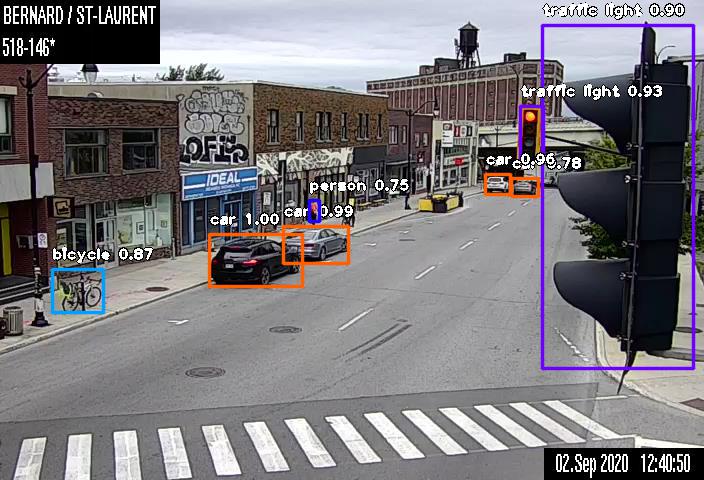 BERNARD / ST-LAURENT
518-146*
traffic light 0.90
traffic light 0.93
car 0.96
0.78
person 0.75
car 1.00
0.99
bicycle 0.87
IDEAL
02.Sep 2020 12:40:50